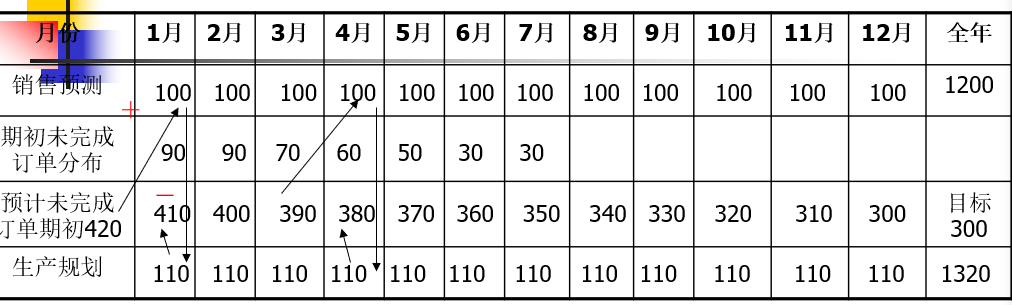 月份 1月 2月 3月 4月 5月 6月 7月 8月 9月 10月 11月 12月 全年
销售预测 100 100 100 100 100 100 100 100 100 100 100 100 1200
期初未完成
订单分布 90 90 70 60 50 30 30
预计未完成
订单期初420 410 400 390 380 370 360 350 340 330 320 310 300 目标
300
生产规划 110 110 110 110 110 110 110 110 110 110 110 110 1320